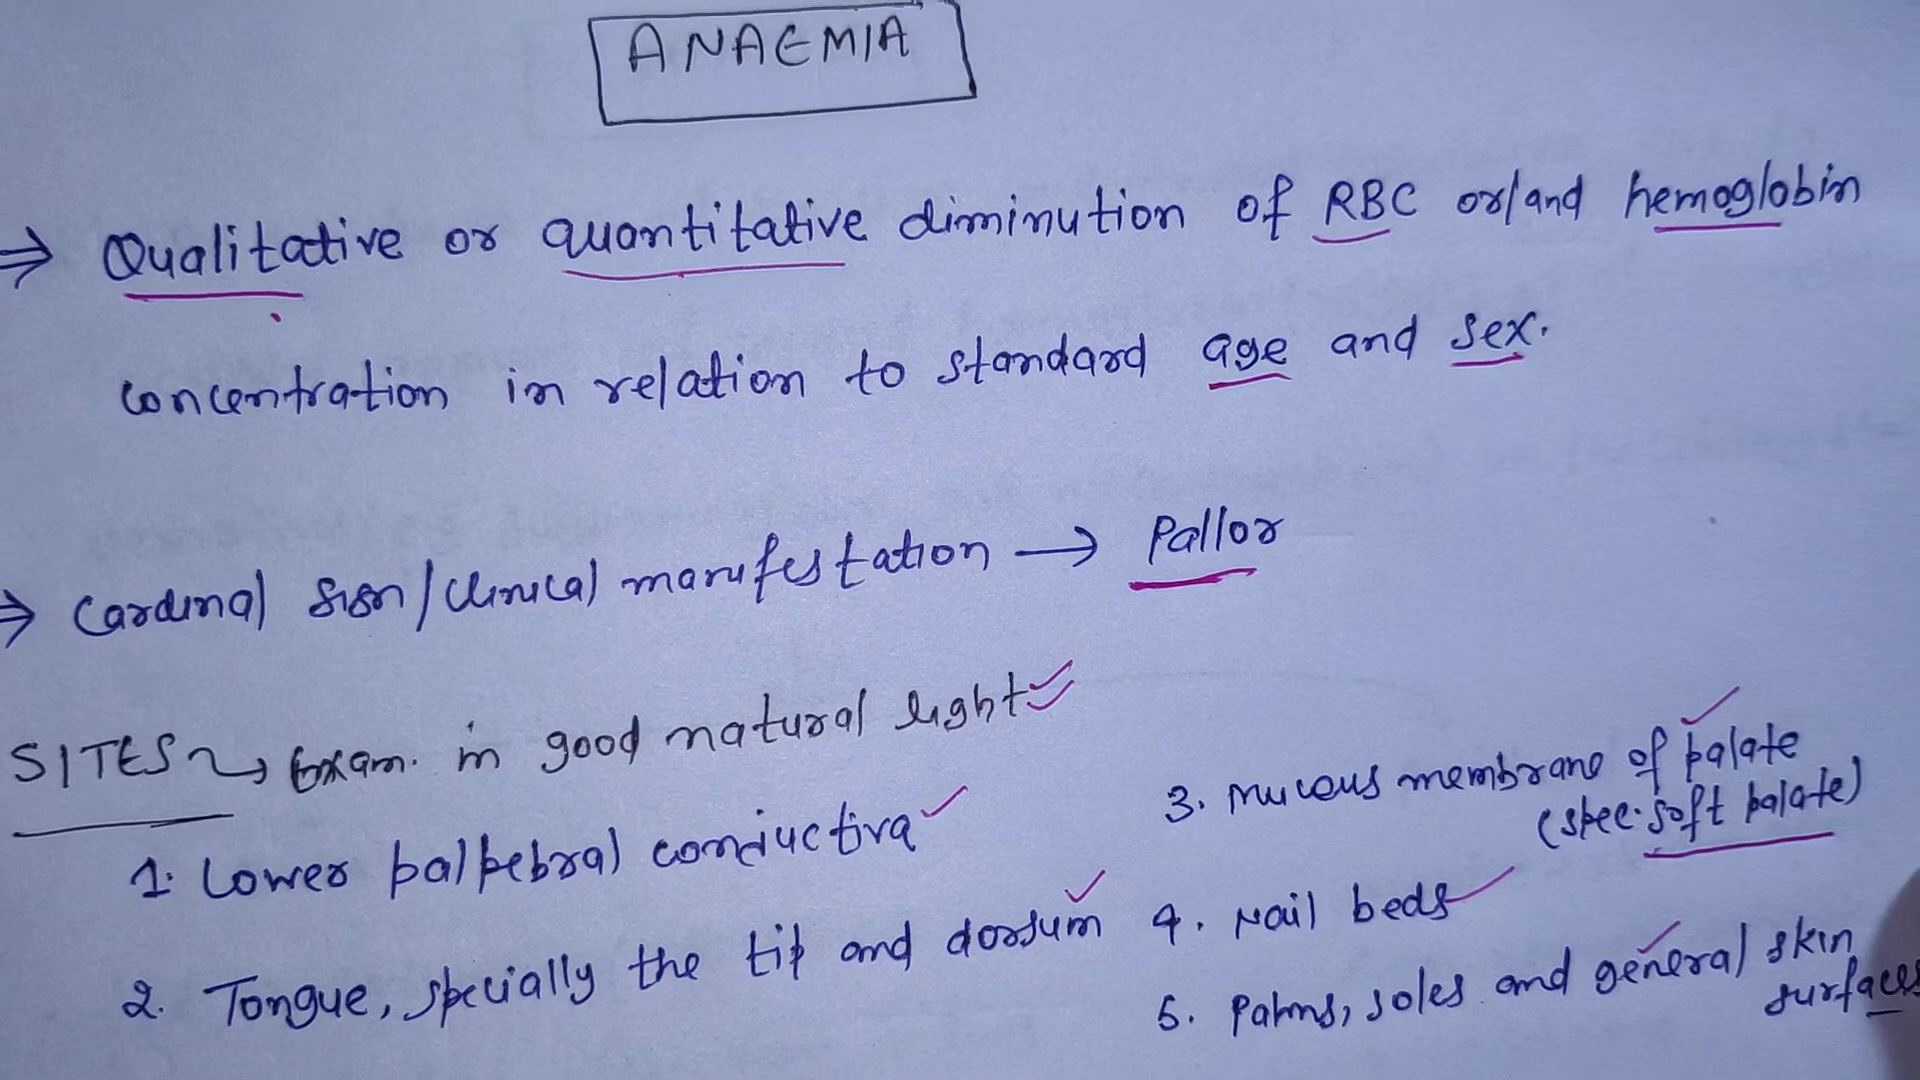 ANAEMIA
⇒ Qualitative or quantitative diminution of RBC or/and hemoglobin
concentration in relation to standard age and sex.
⇒ Cardinal sign/clinical manifestation → Pallor
SITES ↝ Exam. in good natural light
1. Lower palpebral conjuctiva
2. Tongue, specially the tip and dorsum
3. Mucous membrane of palate
(spec. soft palate)
4. Nail beds
5. Palms, soles and general skin
surfaces